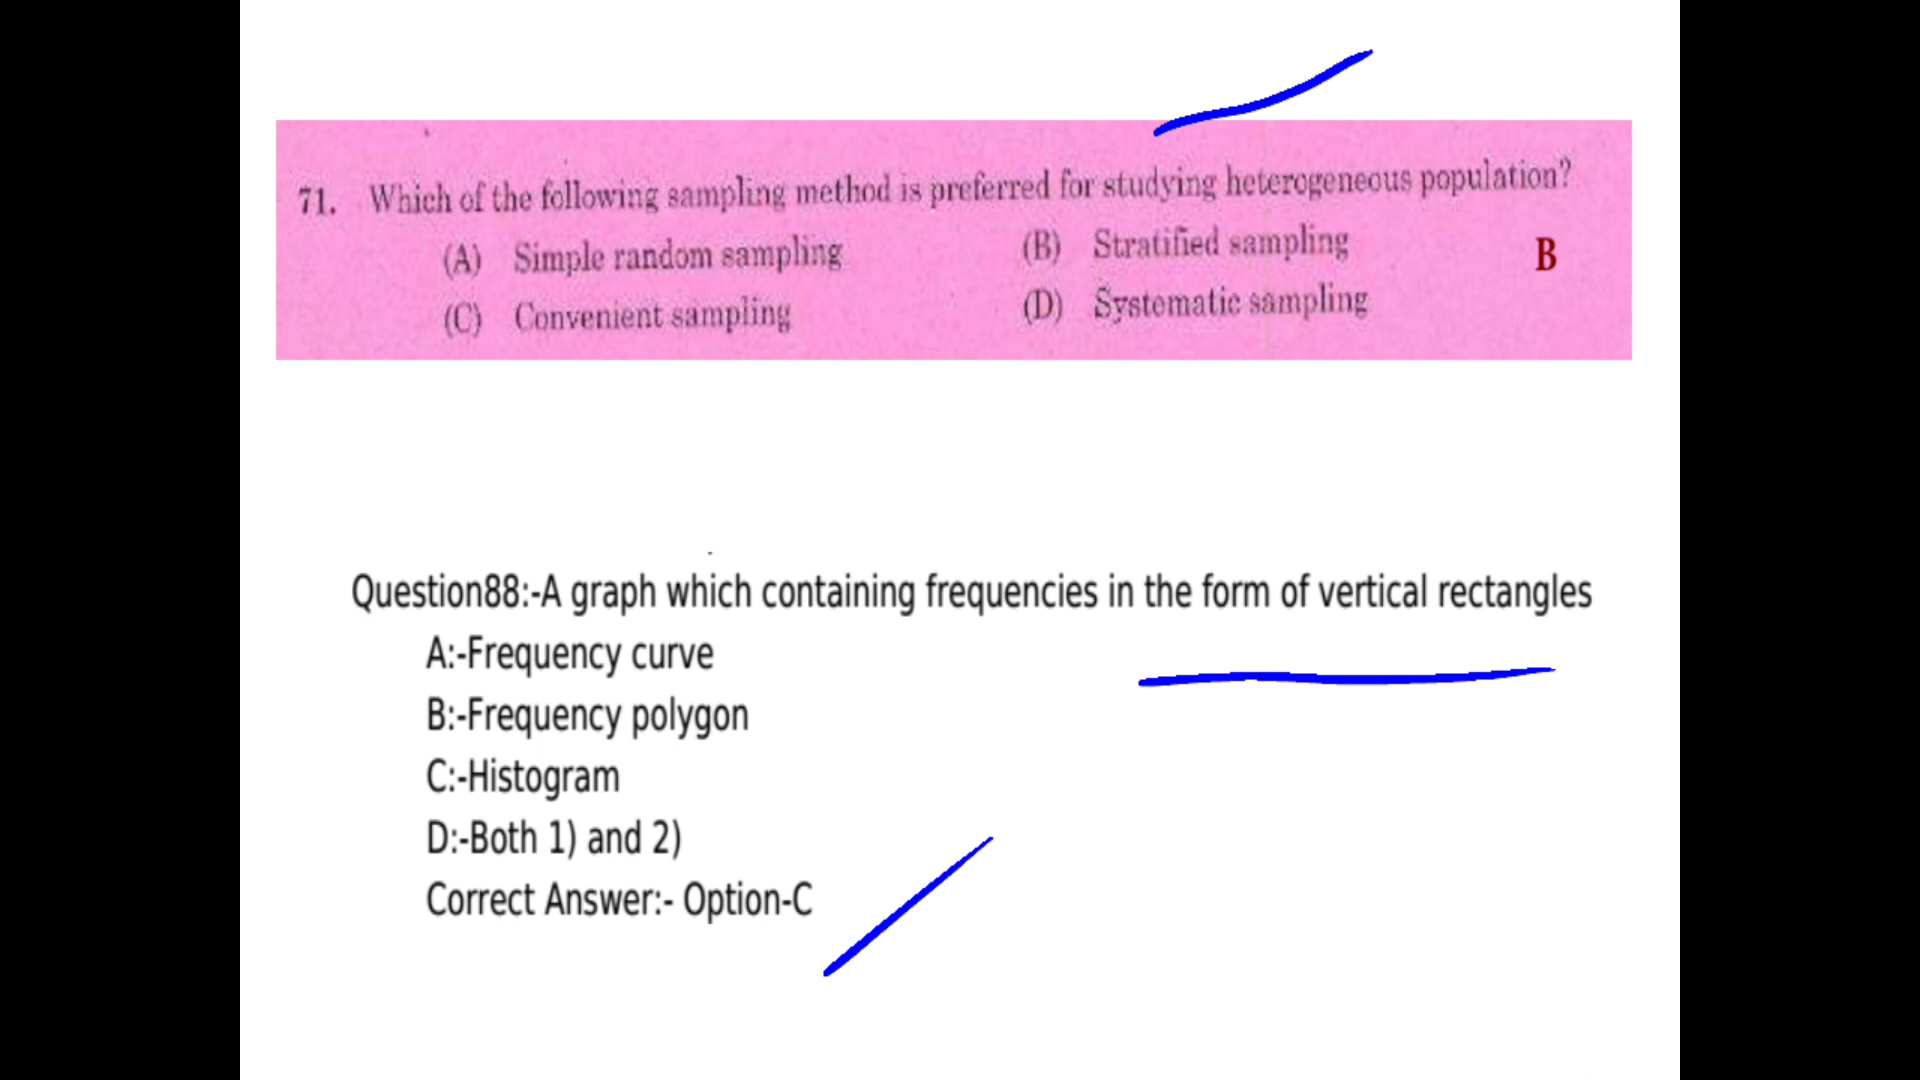 71. Which of the following sampling method is preferred for studying heterogeneous population?
(A) Simple random sampling (B) Stratified sampling B
(C) Convenient sampling (D) Systematic sampling
Question88:-A graph which containing frequencies in the form of vertical rectangles
A:-Frequency curve
B:-Frequency polygon
C:-Histogram
D:-Both 1) and 2)
Correct Answer:- Option-C